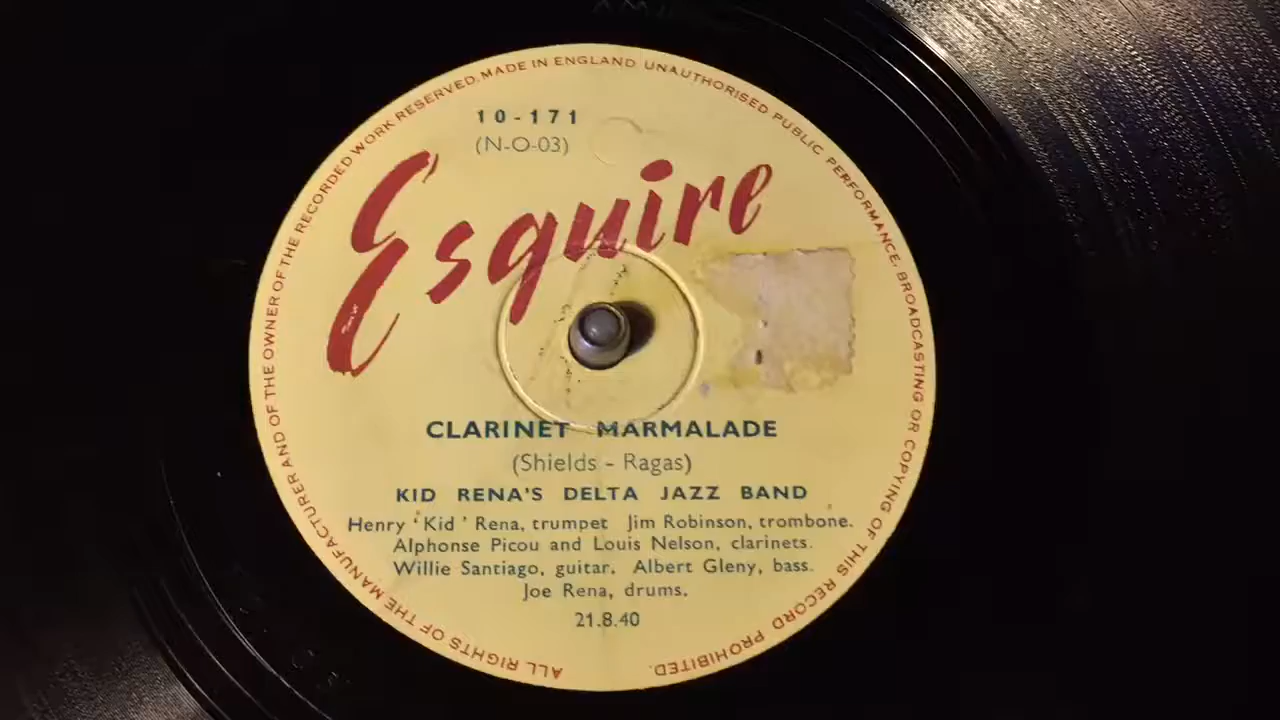 ALL RIGHTS OF THE MANUFACTURER AND OF THE OWNER OF THE RECORDED WORK RESERVED. MADE IN ENGLAND UNAUTHORISED PUBLIC PERFORMANCE, BROADCASTING OR COPYING OF THIS RECORD PROHIBITED.
10-171
(N-O-03)
Esquire
CLARINET MARMALADE
(Shields - Ragas)
KID RENA'S DELTA JAZZ BAND
Henry 'Kid' Rena, trumpet Jim Robinson, trombone.
Alphonse Picou and Louis Nelson, clarinets.
Willie Santiago, guitar. Albert Gleny, bass.
Joe Rena, drums.
21.8.40